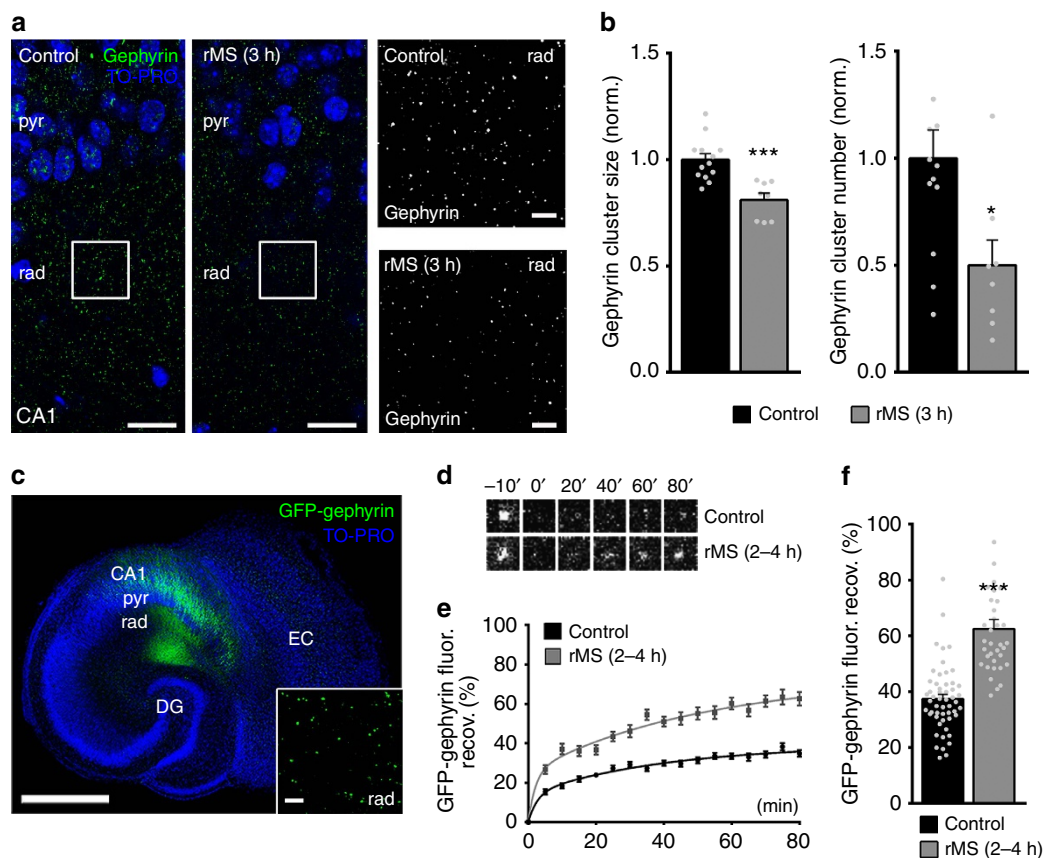 a
Control Gephyrin
TO-PRO
pyr
rad
CA1
rMS (3 h)
pyr
rad
Control rad
Gephyrin
rMS (3 h) rad
Gephyrin
b
Gephyrin cluster size (norm.)
1.5
1.0
0.5
0.0
***
Gephyrin cluster number (norm.)
1.5
1.0
0.5
0.0
*
Control rMS (3 h)
c
GFP-gephyrin
TO-PRO
CA1
pyr
rad
EC
DG
rad
d
–10′ 0′ 20′ 40′ 60′ 80′
Control
rMS (2–4 h)
e
GFP-gephyrin fluor.
recov. (%)
100
80
60
40
20
0
Control
rMS (2–4 h)
(min)
0 20 40 60 80
f
GFP-gephyrin fluor. recov. (%)
100
80
60
40
20
0
***
Control
rMS (2–4 h)